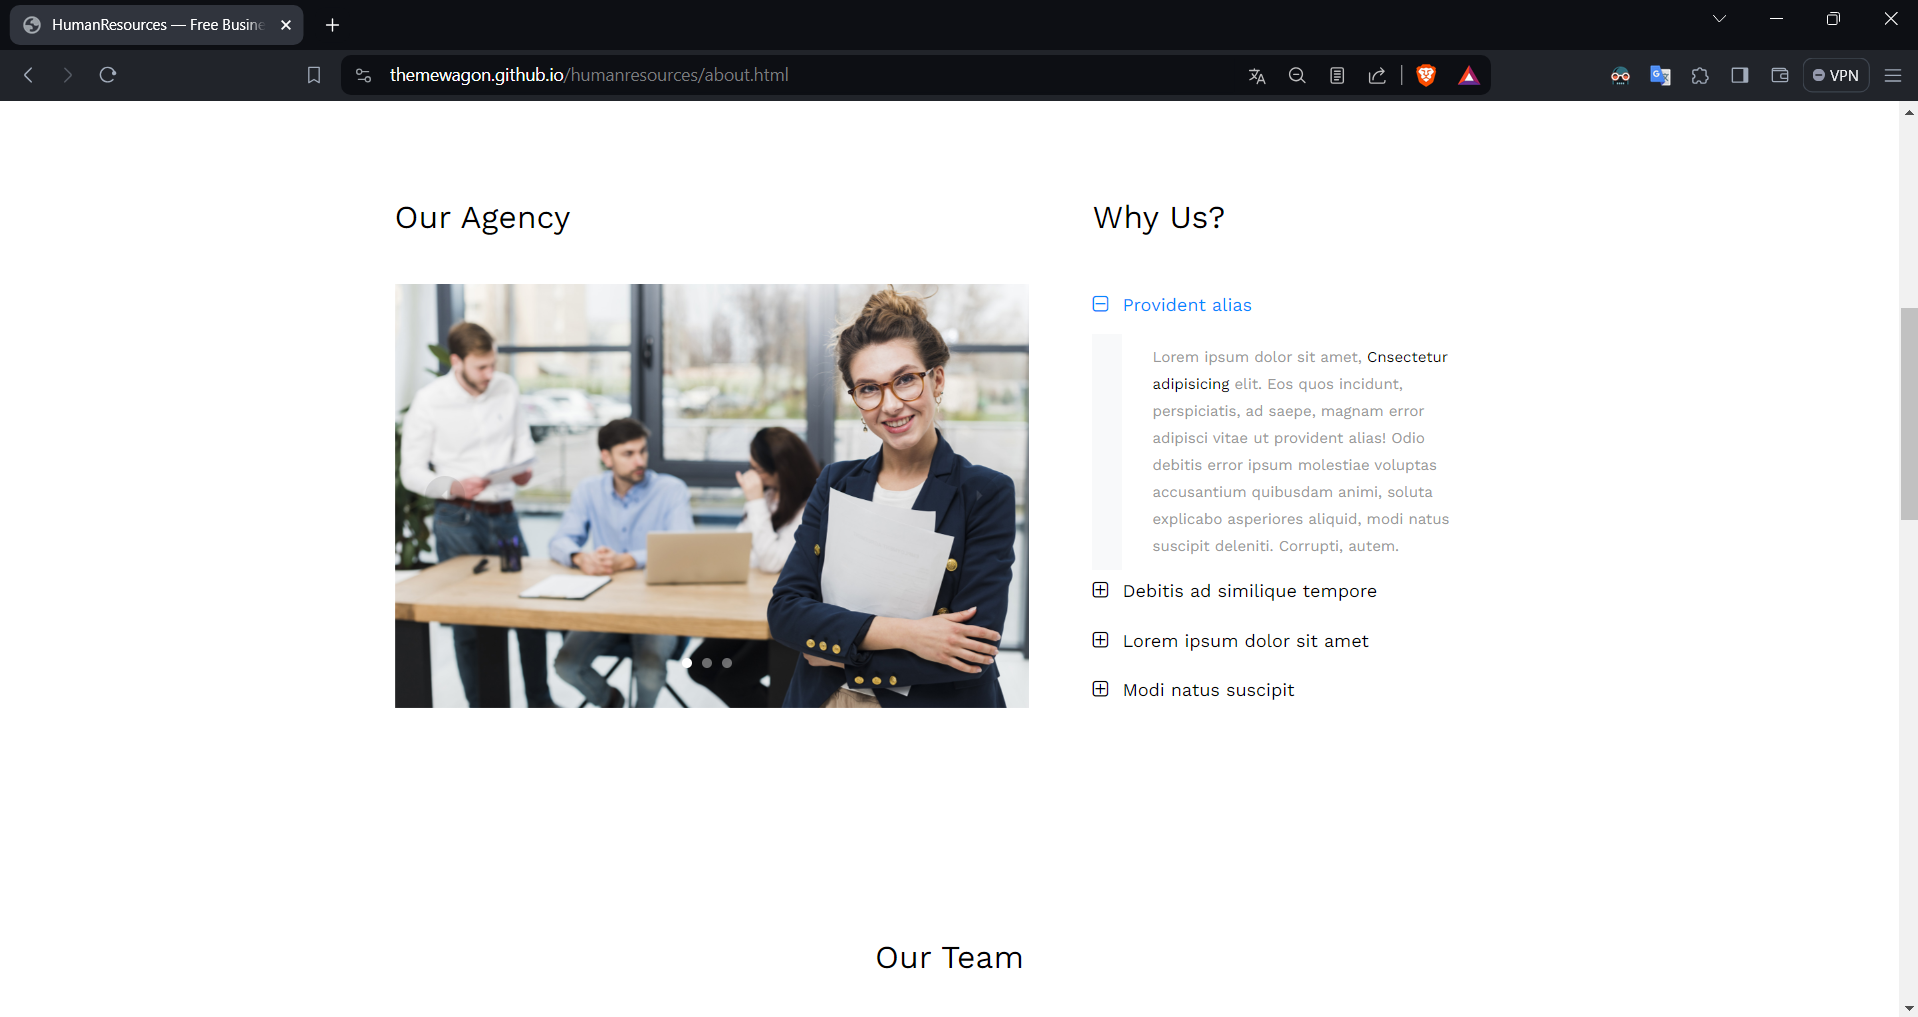 HumanResources — Free Busine
themewagon.github.io/humanresources/about.html
VPN
Our Agency
Why Us?
Provident alias
Lorem ipsum dolor sit amet, Cnsectetur
adipisicing elit. Eos quos incidunt,
perspiciatis, ad saepe, magnam error
adipisci vitae ut provident alias! Odio
debitis error ipsum molestiae voluptas
accusantium quibusdam animi, soluta
explicabo asperiores aliquid, modi natus
suscipit deleniti. Corrupti, autem.
Debitis ad similique tempore
Lorem ipsum dolor sit amet
Modi natus suscipit
Our Team